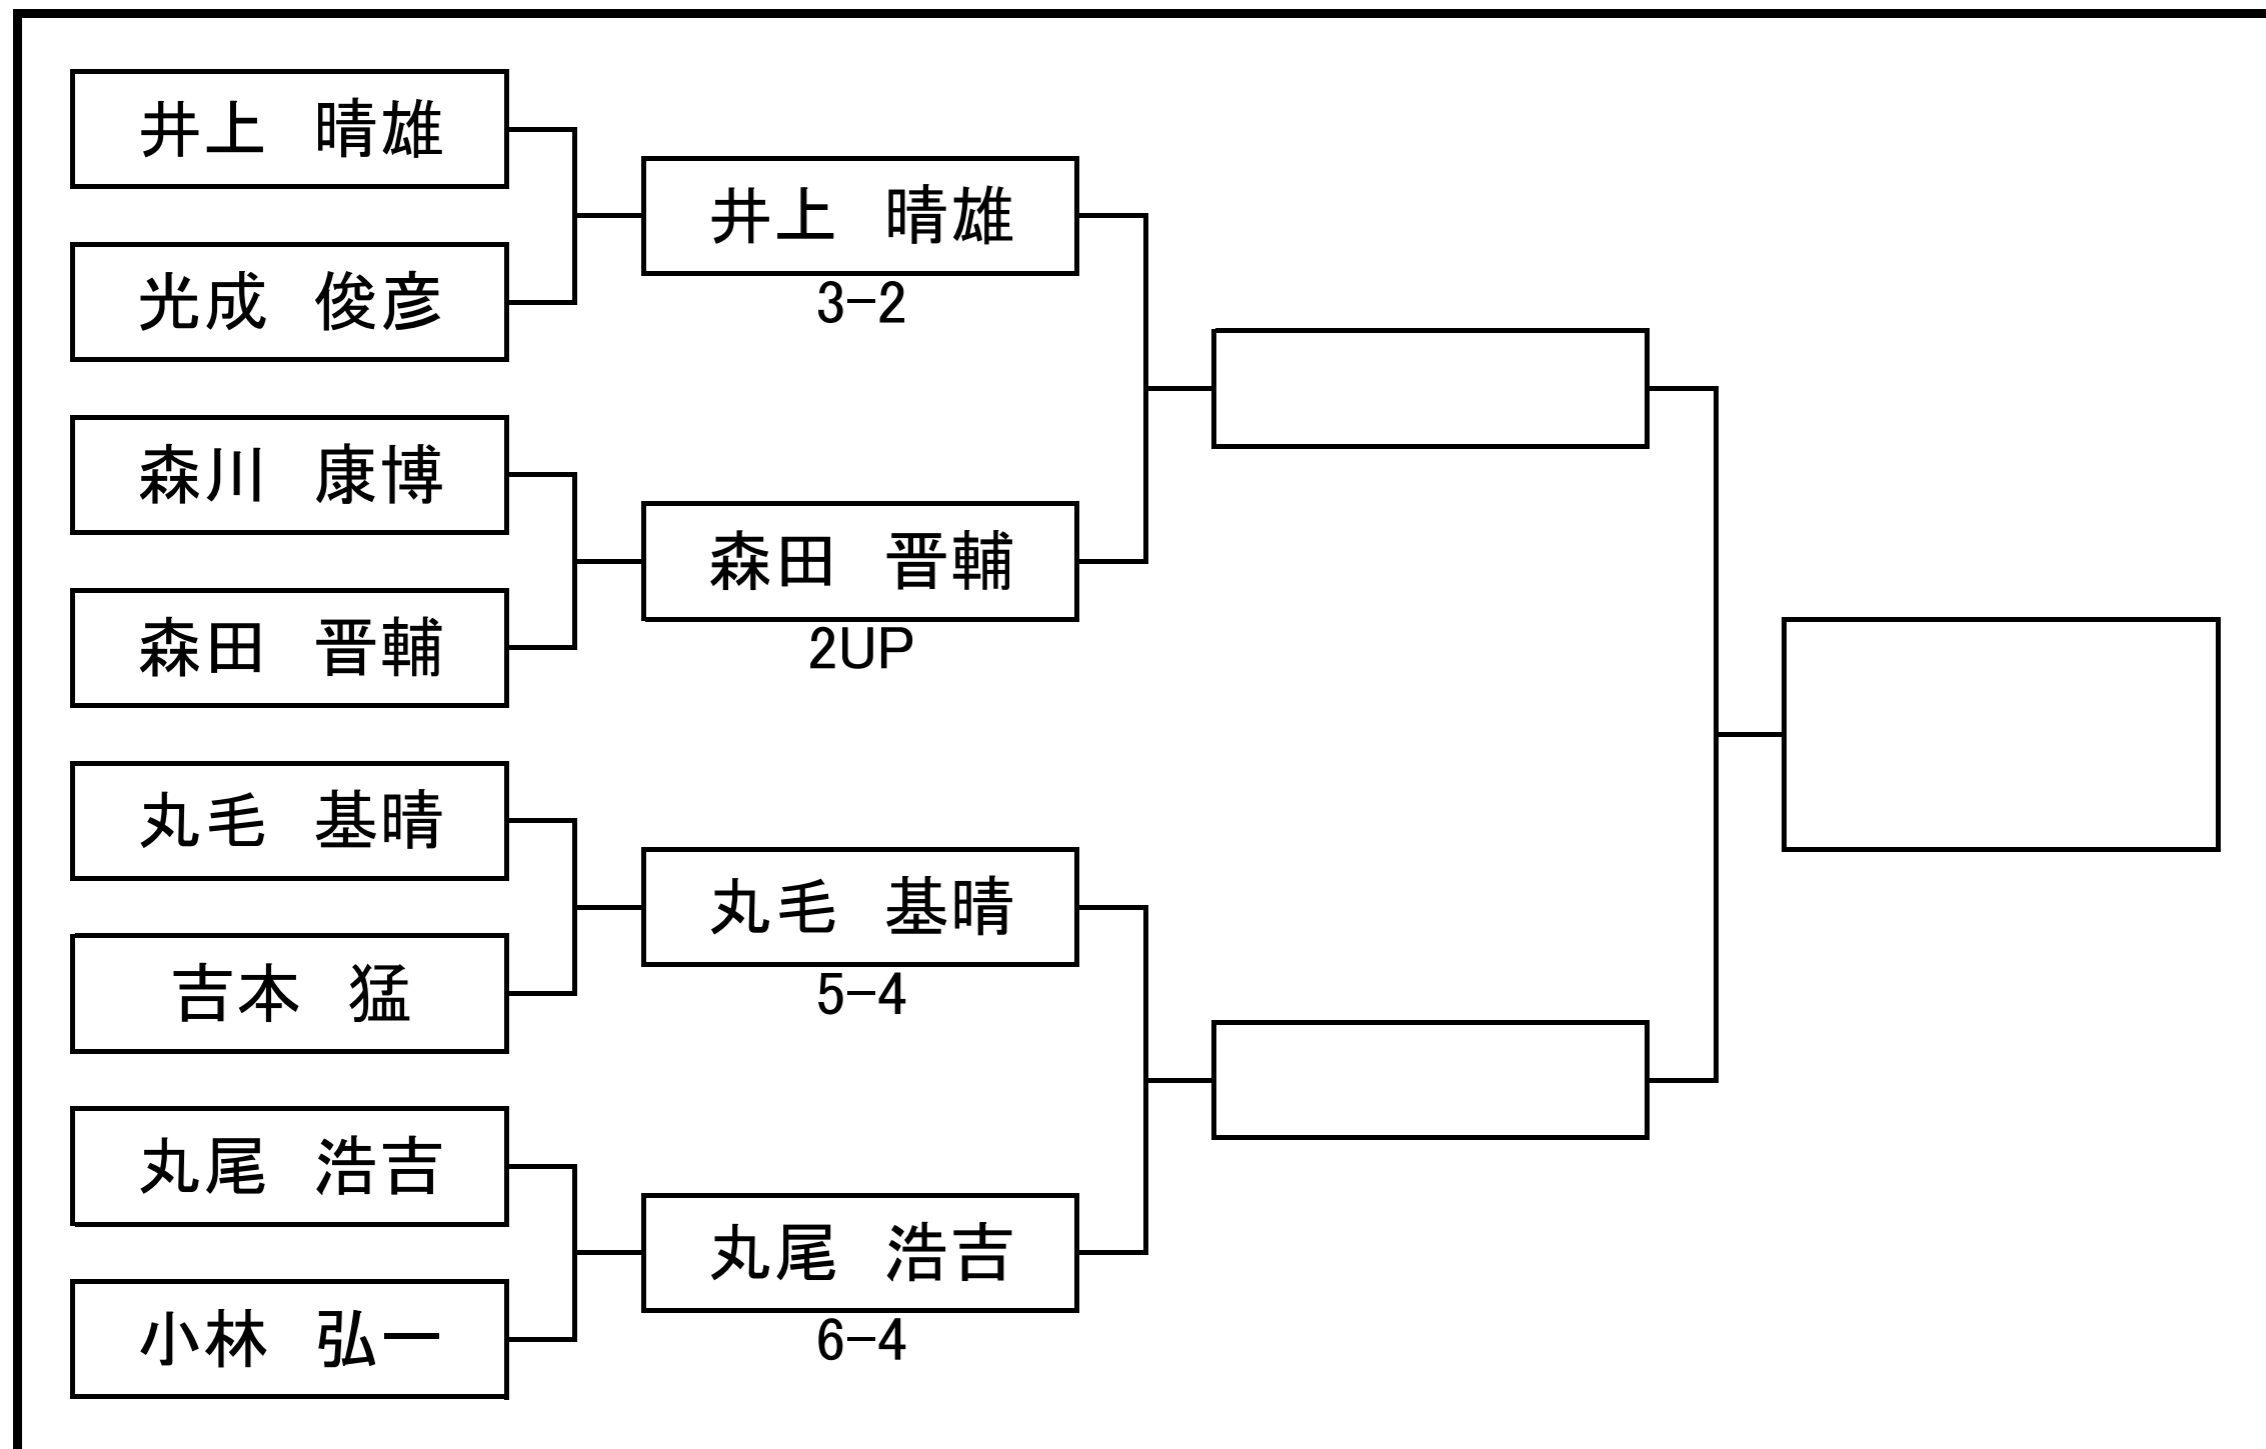 井上　晴雄
光成　俊彦
森川　康博
森田　晋輔
丸毛　基晴
吉本　猛
丸尾　浩吉
小林　弘一
井上　晴雄
3-2
森田　晋輔
2UP
丸毛　基晴
5-4
丸尾　浩吉
6-4